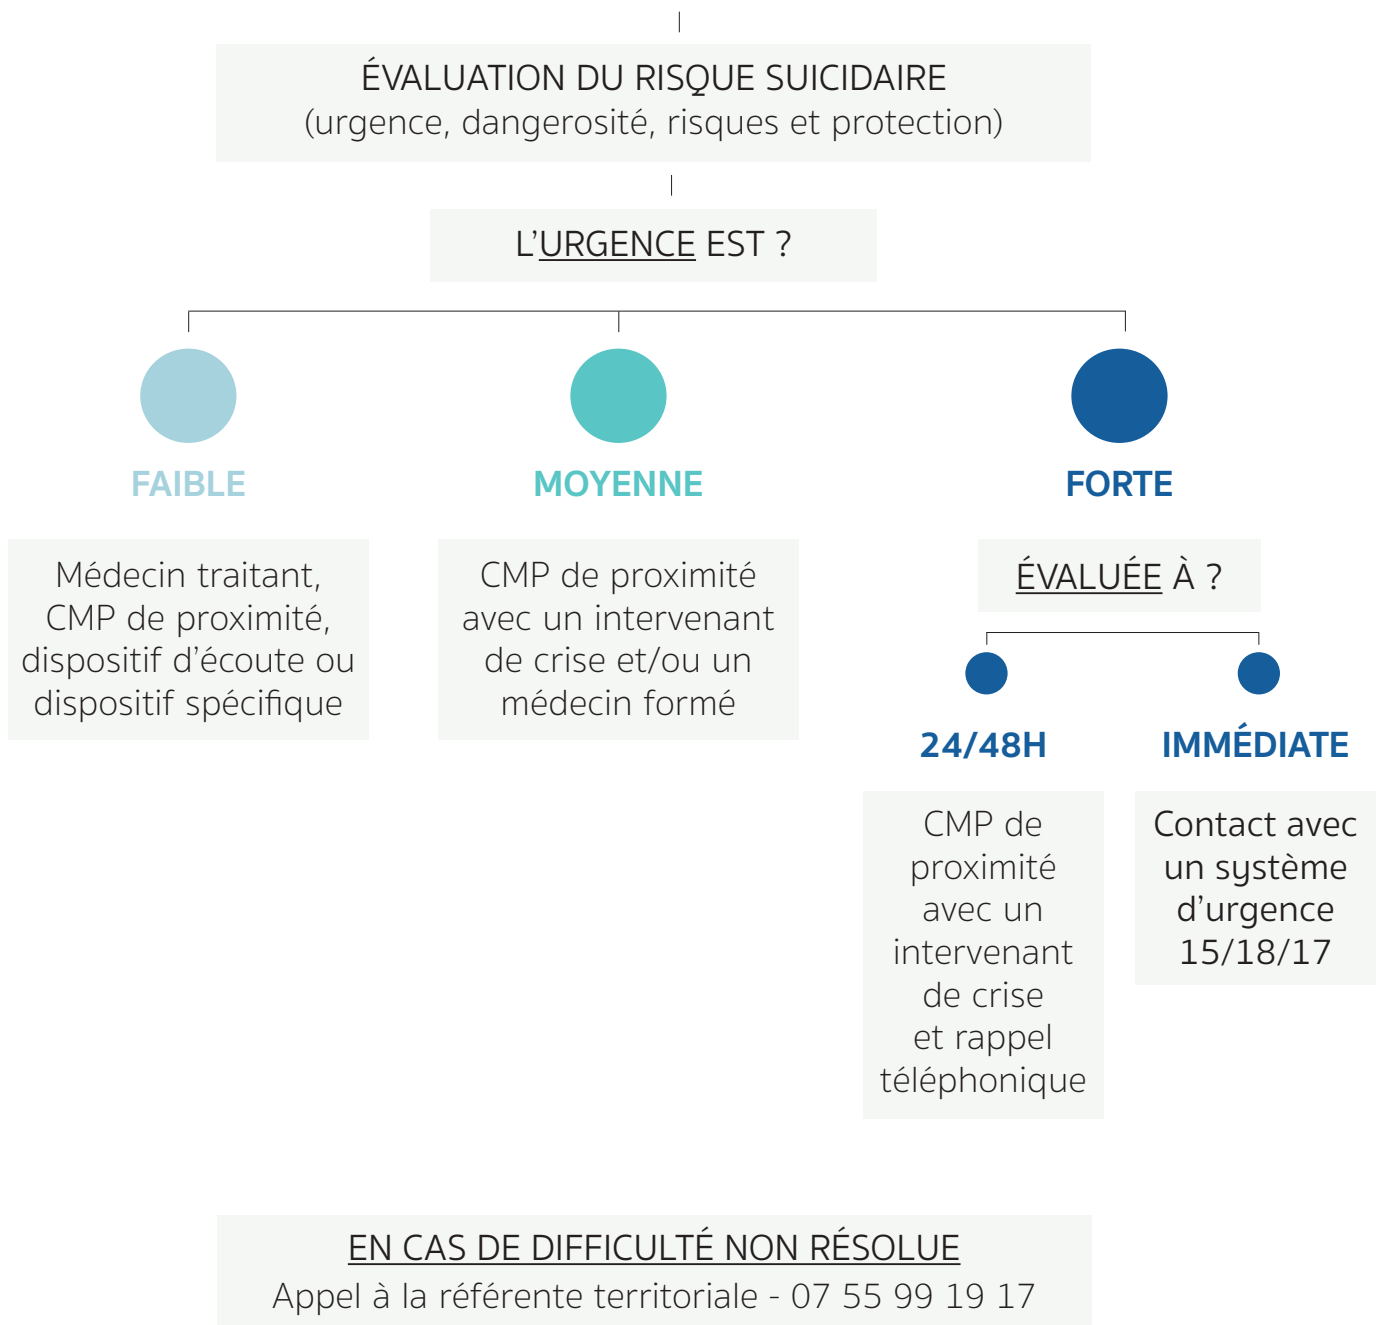 ÉVALUATION DU RISQUE SUICIDAIRE
(urgence, dangerosité, risques et protection)
L'URGENCE EST ?
FAIBLE
Médecin traitant,
CMP de proximité,
dispositif d'écoute ou
dispositif spécifique
MOYENNE
CMP de proximité
avec un intervenant
de crise et/ou un
médecin formé
FORTE
ÉVALUÉE À ?
24/48H
CMP de
proximité
avec un
intervenant
de crise
et rappel
téléphonique
IMMÉDIATE
Contact avec
un système
d'urgence
15/18/17
EN CAS DE DIFFICULTÉ NON RÉSOLUE
Appel à la référente territoriale - 07 55 99 19 17